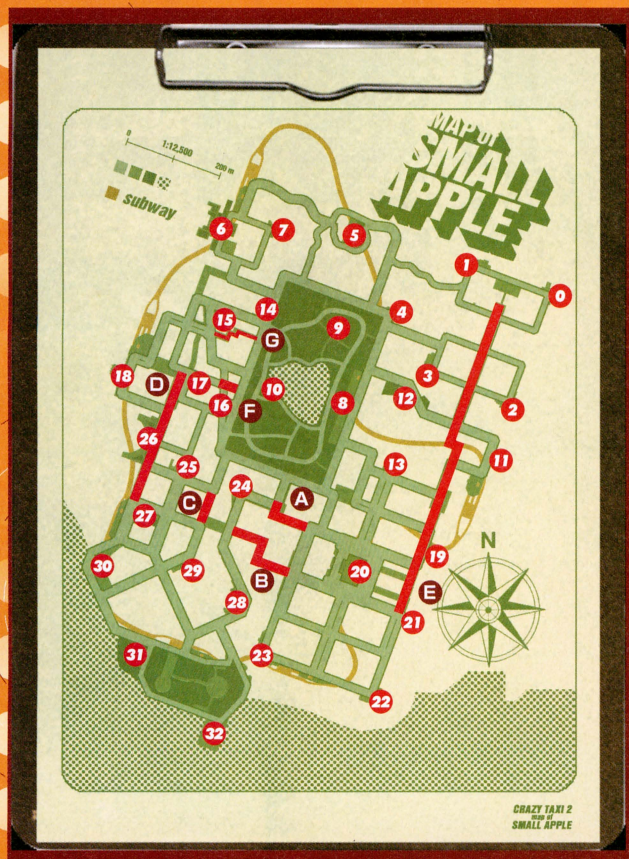 MAP OF
SMALL
APPLE
0
1:12,500
200 m
subway
6
7
5
1
0
15
14
4
G
9
3
18
D
17
10
8
12
2
16
F
26
13
11
25
24
A
C
27
19
30
29
B
20
E
28
21
31
23
22
32
N
CRAZY TAXI 2
map of
SMALL APPLE